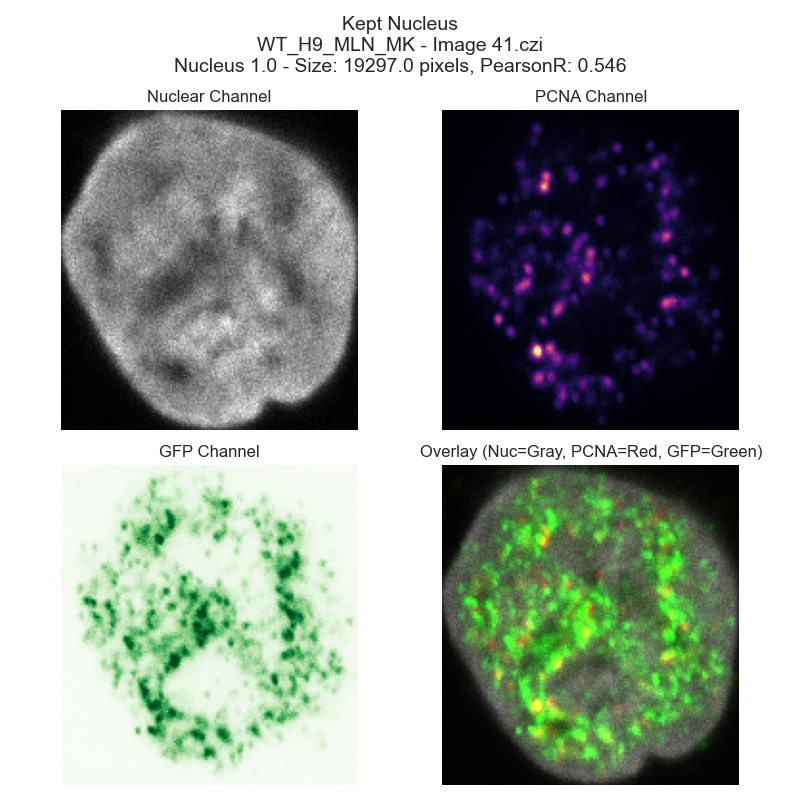 Kept Nucleus
WT_H9_MLN_MK - Image 41.czi
Nucleus 1.0 - Size: 19297.0 pixels, PearsonR: 0.546
Nuclear Channel
PCNA Channel
GFP Channel
Overlay (Nuc=Gray, PCNA=Red, GFP=Green)